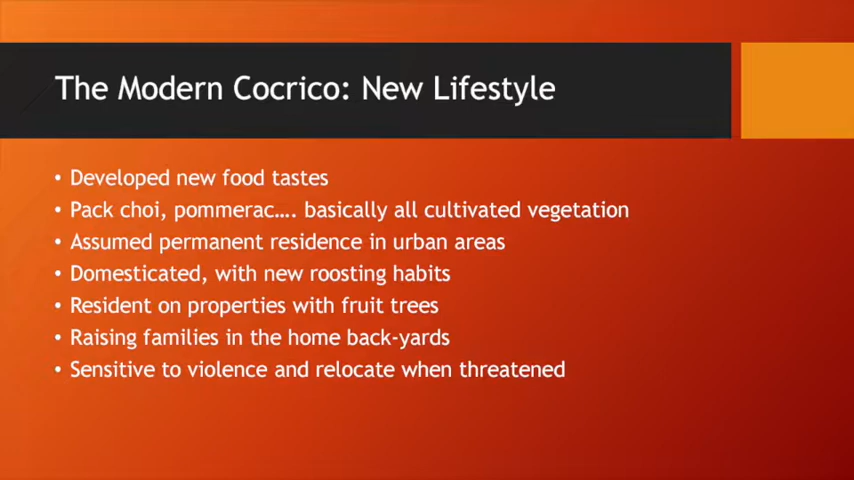 The Modern Cocrico: New Lifestyle
• Developed new food tastes
• Pack choi, pommerac…. basically all cultivated vegetation
• Assumed permanent residence in urban areas
• Domesticated, with new roosting habits
• Resident on properties with fruit trees
• Raising families in the home back-yards
• Sensitive to violence and relocate when threatened